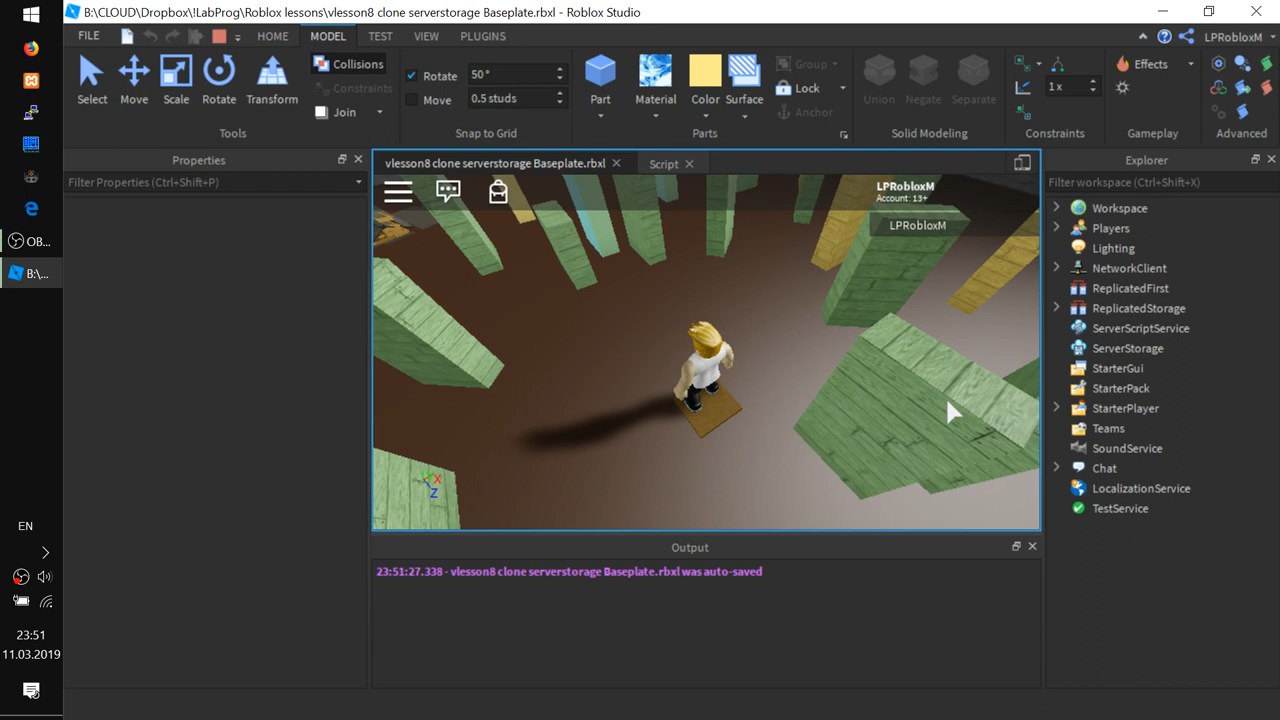 B:\CLOUD\Dropbox\!LabProg\Roblox lessons\vlesson8 clone serverstorage Baseplate.rbxl - Roblox Studio
FILE HOME MODEL TEST VIEW PLUGINS LPRobloxM
Select Move Scale Rotate Transform
Collisions
Constraints
Join
Tools
Rotate 50°
Move 0.5 studs
Snap to Grid
Part Material Color Surface
Group
Lock
Anchor
Parts
Union Negate Separate
Solid Modeling
1 x
Constraints
Effects
Gameplay
Advanced
Properties
Filter Properties (Ctrl+Shift+P)
vlesson8 clone serverstorage Baseplate.rbxl
Script
LPRobloxM
Account: 13+
LPRobloxM
X
Z
Output
23:51:27.338 - vlesson8 clone serverstorage Baseplate.rbxl was auto-saved
Explorer
Filter workspace (Ctrl+Shift+X)
Workspace
Players
Lighting
NetworkClient
ReplicatedFirst
ReplicatedStorage
ServerScriptService
ServerStorage
StarterGui
StarterPack
StarterPlayer
Teams
SoundService
Chat
LocalizationService
TestService
OB...
B:\...
EN
23:51
11.03.2019